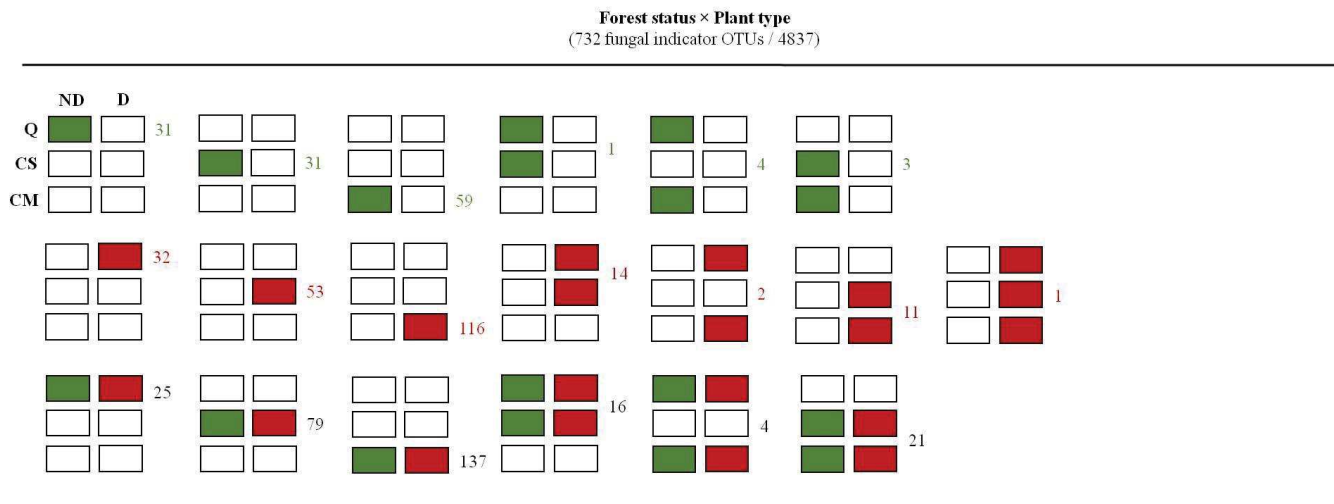 Forest status × Plant type
(732 fungal indicator OTUs / 4837)
ND D
Q 31
1
CS 31 4 3
CM 59
32
14
53 2 1
11
116
25
16
79 4
21
137